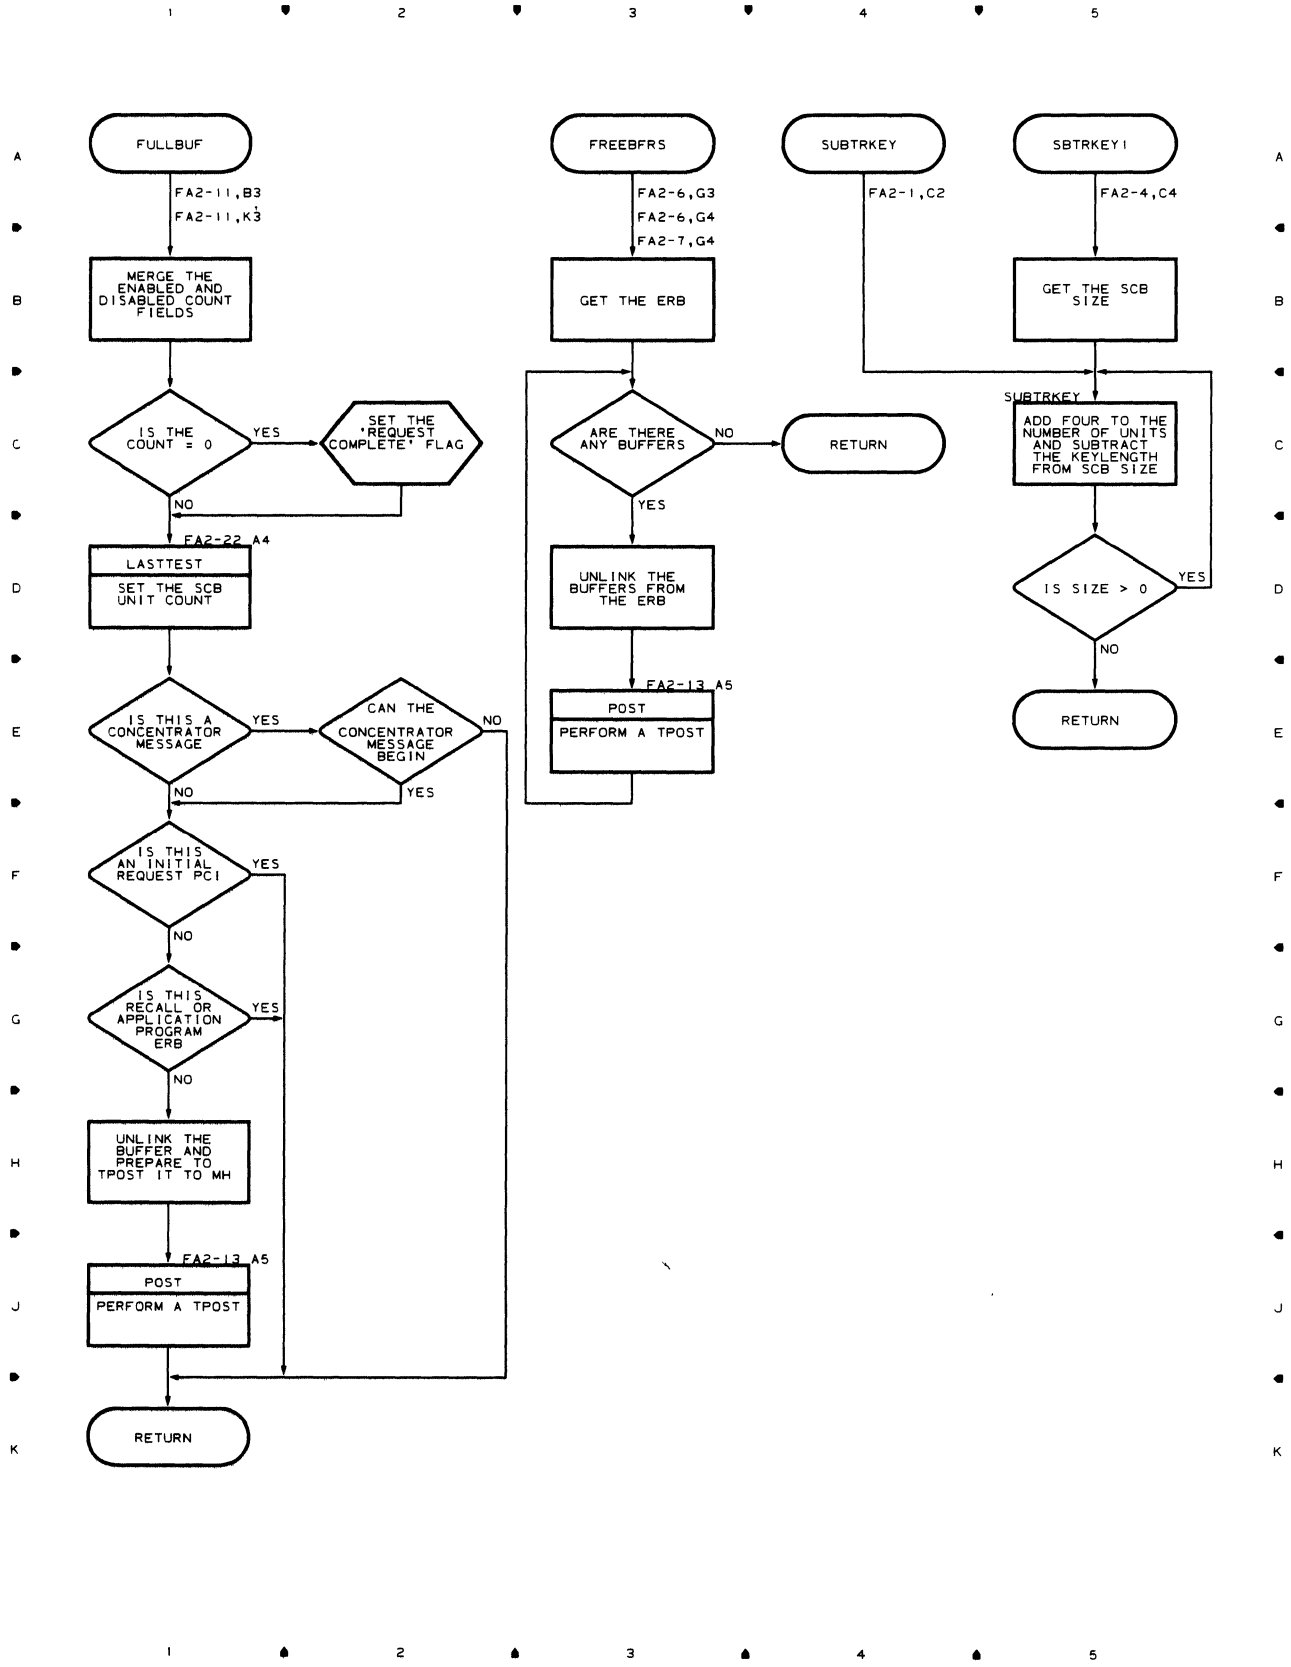 1 2 3 4 5
FULLBUF
FA2-11,B3
FA2-11,K3
MERGE THE
ENABLED AND
DISABLED COUNT
FIELDS
IS THE
COUNT = 0
YES
NO
SET THE
'REQUEST
COMPLETE' FLAG
FA2-22 A4
LASTTEST
SET THE SCB
UNIT COUNT
IS THIS A
CONCENTRATOR
MESSAGE
YES
NO
CAN THE
CONCENTRATOR
MESSAGE
BEGIN
NO
YES
IS THIS
AN INITIAL
REQUEST PCI
YES
NO
IS THIS
RECALL OR
APPLICATION
PROGRAM
ERB
YES
NO
UNLINK THE
BUFFER AND
PREPARE TO
TPOST IT TO MH
FA2-13 A5
POST
PERFORM A TPOST
RETURN
FREEBFRS
FA2-6,G3
FA2-6,G4
FA2-7,G4
GET THE ERB
ARE THERE
ANY BUFFERS
NO
YES
RETURN
UNLINK THE
BUFFERS FROM
THE ERB
FA2-13 A5
POST
PERFORM A TPOST
SUBTRKEY
FA2-1,C2
SBTRKEY1
FA2-4,C4
GET THE SCB
SIZE
SUBTRKEY
ADD FOUR TO THE
NUMBER OF UNITS
AND SUBTRACT
THE KEYLENGTH
FROM SCB SIZE
IS SIZE > 0
YES
NO
RETURN
A A
B B
C C
D D
E E
F F
G G
H H
J J
K K
1 2 3 4 5